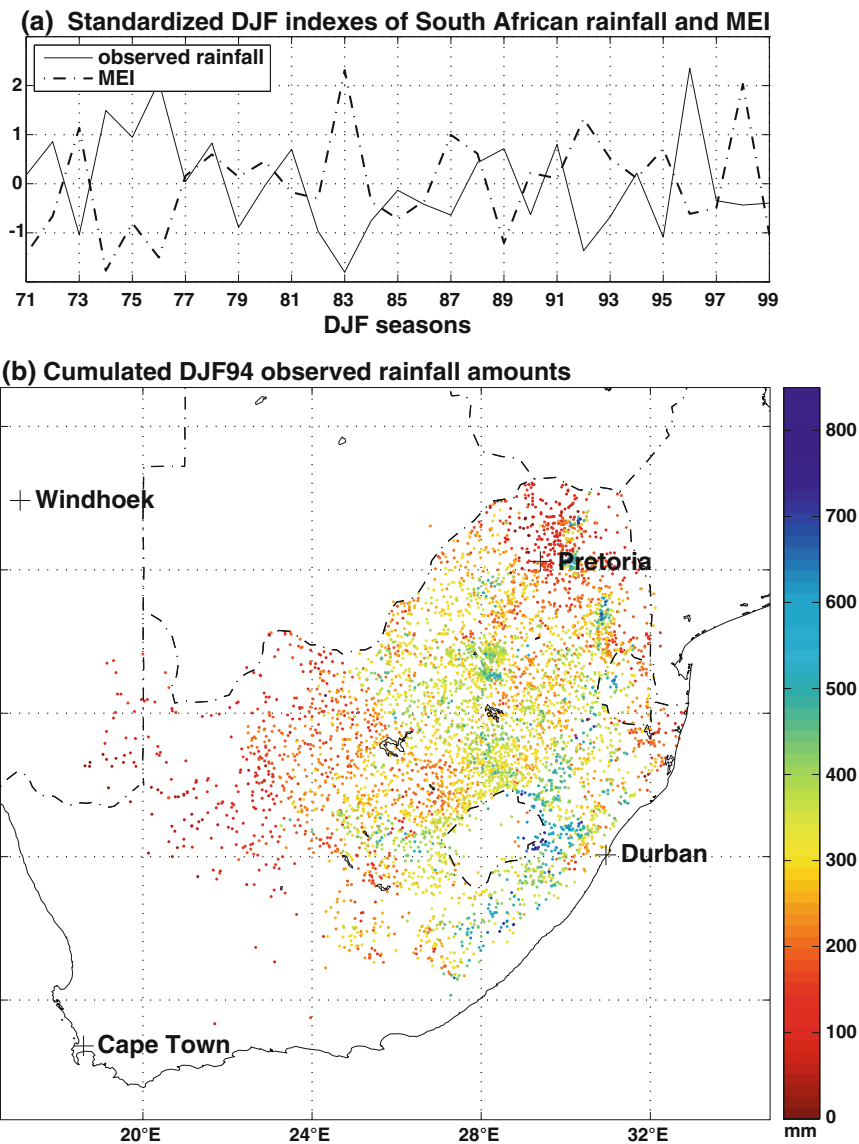 (a) Standardized DJF indexes of South African rainfall and MEI
observed rainfall
MEI
2
1
0
-1
71 73 75 77 79 81 83 85 87 89 91 93 95 97 99
DJF seasons
(b) Cumulated DJF94 observed rainfall amounts
Windhoek
Pretoria
Durban
Cape Town
20°E 24°E 28°E 32°E
800
700
600
500
400
300
200
100
0
mm